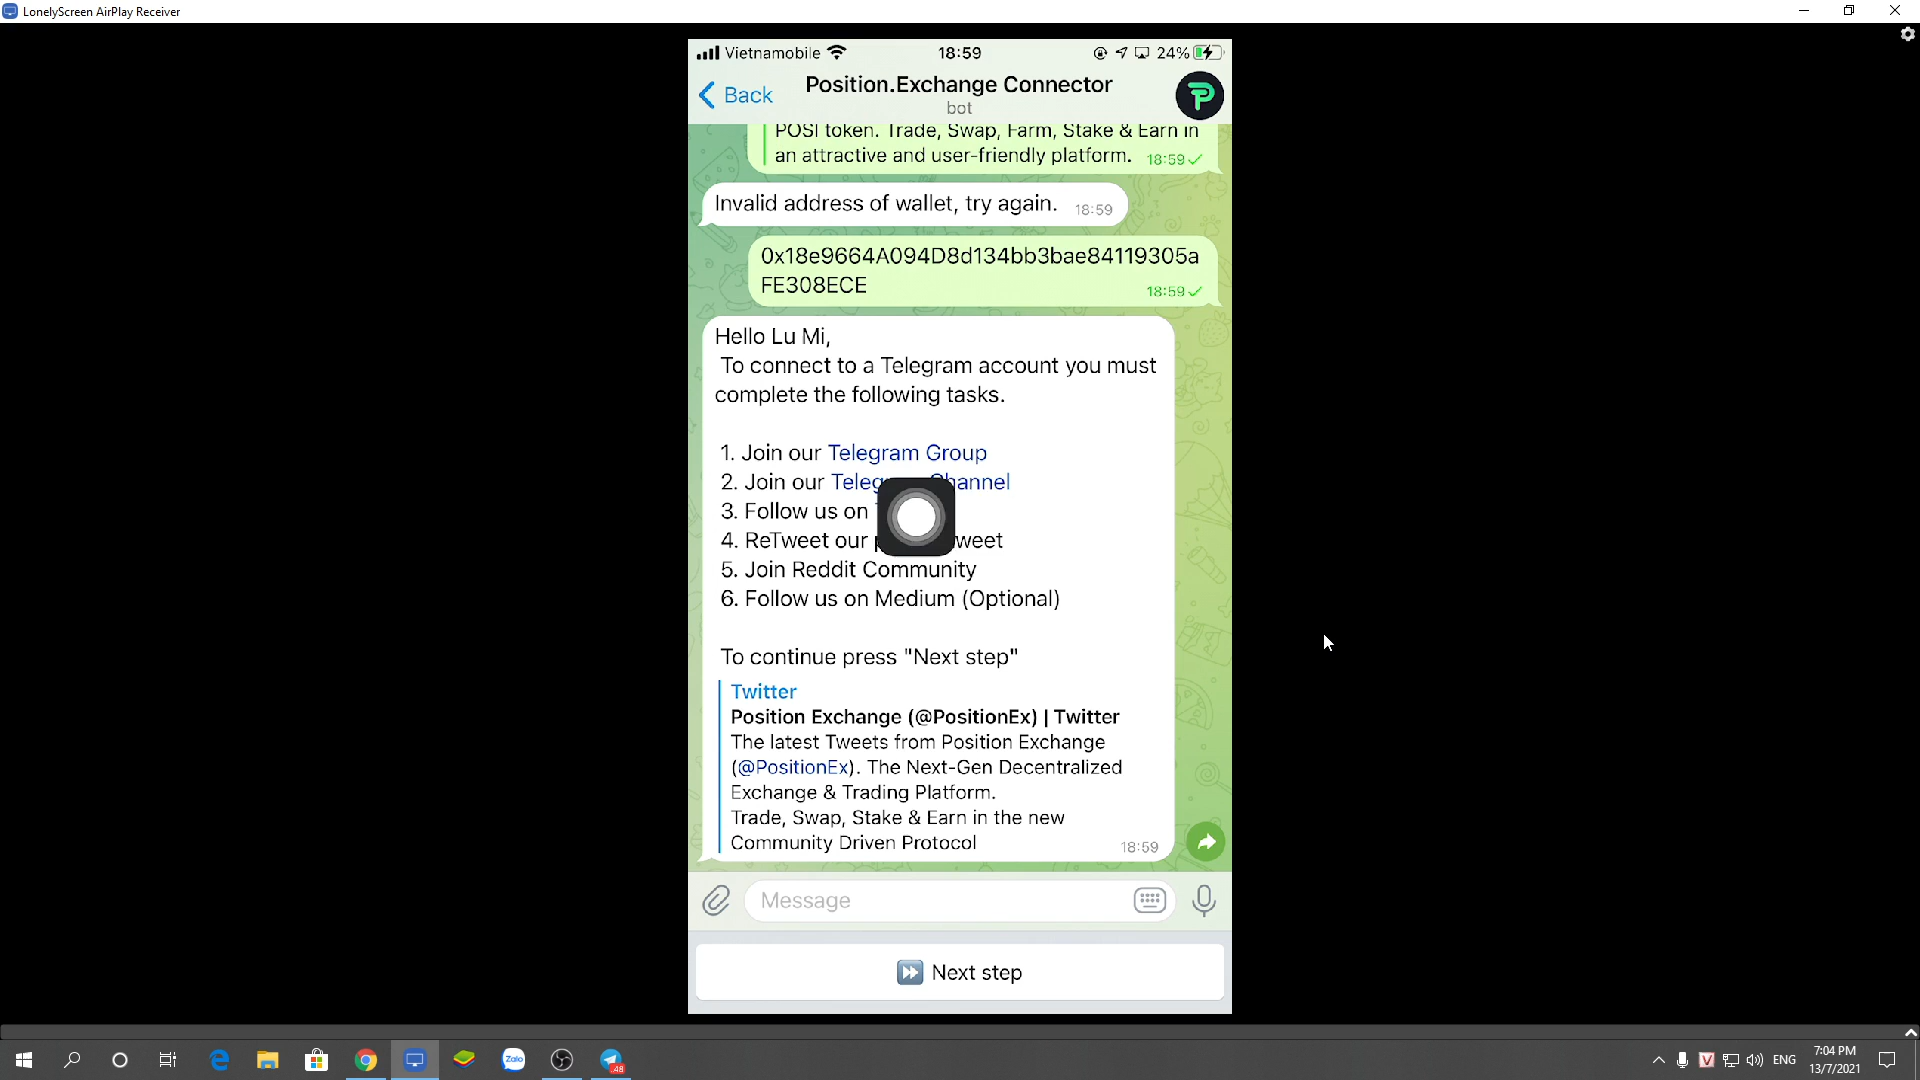 LonelyScreen AirPlay Receiver
Vietnamobile 18:59 24%
Back
Position.Exchange Connector
bot
POSI token. Trade, Swap, Farm, Stake & Earn in
an attractive and user-friendly platform. 18:59
Invalid address of wallet, try again. 18:59
0x18e9664A094D8d134bb3bae84119305a
FE308ECE 18:59
Hello Lu Mi,
To connect to a Telegram account you must
complete the following tasks.
1. Join our Telegram Group
2. Join our Channel
3. Follow us on
4. ReTweet our
5. Join Reddit Community
6. Follow us on Medium (Optional)
To continue press "Next step"
Twitter
Position Exchange (@PositionEx) | Twitter
The latest Tweets from Position Exchange
(@PositionEx). The Next-Gen Decentralized
Exchange & Trading Platform.
Trade, Swap, Stake & Earn in the new
Community Driven Protocol 18:59
Message
Next step
Zalo
48
V
ENG
7:04 PM
13/7/2021